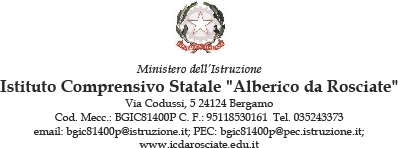 Ministero dell'Istruzione
Istituto Comprensivo Statale "Alberico da Rosciate"
Via Codussi, 5 24124 Bergamo
Cod. Mecc.: BGIC81400P C. F.: 95118530161 Tel. 035243373
email: bgic81400p@istruzione.it; PEC: bgic81400p@pec.istruzione.it;
www.icdarosciate.edu.it